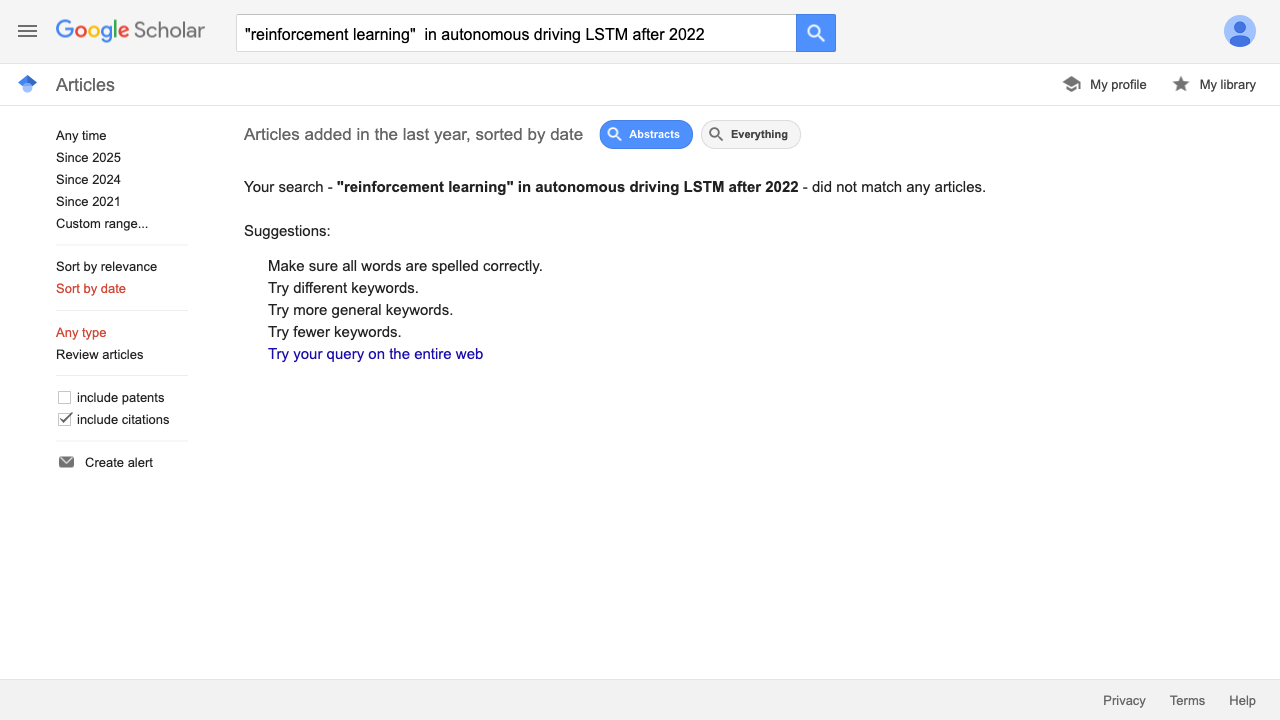 Google Scholar
"reinforcement learning"  in autonomous driving LSTM after 2022
Articles
My profile
My library
Any time
Since 2025
Since 2024
Since 2021
Custom range...
Sort by relevance
Sort by date
Any type
Review articles
include patents
include citations
Create alert
Articles added in the last year, sorted by date
Abstracts
Everything
Your search - "reinforcement learning" in autonomous driving LSTM after 2022 - did not match any articles.
Suggestions:
Make sure all words are spelled correctly.
Try different keywords.
Try more general keywords.
Try fewer keywords.
Try your query on the entire web
Privacy
Terms
Help